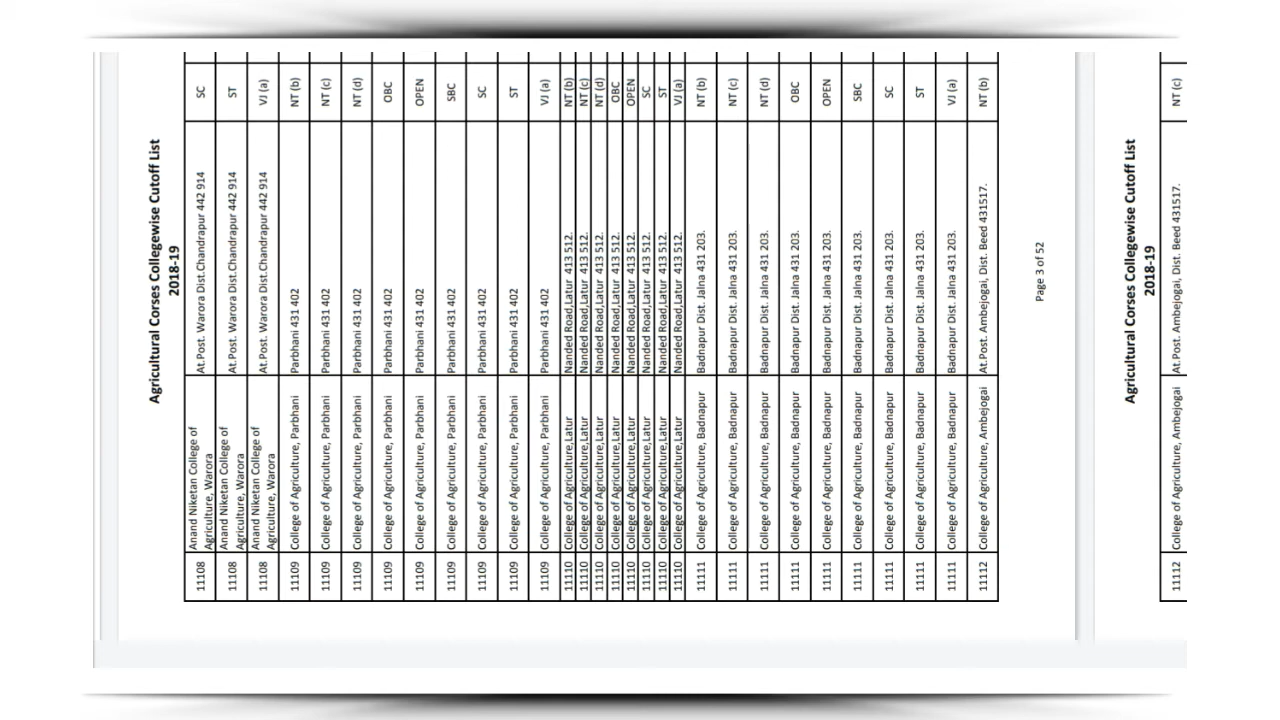 Agricultural Corses Collegewise Cutoff List
2018-19
11108 Anand Niketan College of Agriculture, Warora At.Post. Warora Dist.Chandrapur 442 914 SC
11108 Anand Niketan College of Agriculture, Warora At.Post. Warora Dist.Chandrapur 442 914 ST
11108 Anand Niketan College of Agriculture, Warora At.Post. Warora Dist.Chandrapur 442 914 VJ (a)
11109 College of Agriculture, Parbhani Parbhani 431 402 NT (b)
11109 College of Agriculture, Parbhani Parbhani 431 402 NT (c)
11109 College of Agriculture, Parbhani Parbhani 431 402 NT (d)
11109 College of Agriculture, Parbhani Parbhani 431 402 OBC
11109 College of Agriculture, Parbhani Parbhani 431 402 OPEN
11109 College of Agriculture, Parbhani Parbhani 431 402 SBC
11109 College of Agriculture, Parbhani Parbhani 431 402 SC
11109 College of Agriculture, Parbhani Parbhani 431 402 ST
11109 College of Agriculture, Parbhani Parbhani 431 402 VJ (a)
11110 College of Agriculture,Latur Nanded Road,Latur 413 512. NT (b)
11110 College of Agriculture,Latur Nanded Road,Latur 413 512. NT (c)
11110 College of Agriculture,Latur Nanded Road,Latur 413 512. NT (d)
11110 College of Agriculture,Latur Nanded Road,Latur 413 512. OBC
11110 College of Agriculture,Latur Nanded Road,Latur 413 512. OPEN
11110 College of Agriculture,Latur Nanded Road,Latur 413 512. SC
11110 College of Agriculture,Latur Nanded Road,Latur 413 512. ST
11110 College of Agriculture,Latur Nanded Road,Latur 413 512. VJ (a)
11111 College of Agriculture, Badnapur Badnapur Dist. Jalna 431 203. NT (b)
11111 College of Agriculture, Badnapur Badnapur Dist. Jalna 431 203. NT (c)
11111 College of Agriculture, Badnapur Badnapur Dist. Jalna 431 203. NT (d)
11111 College of Agriculture, Badnapur Badnapur Dist. Jalna 431 203. OBC
11111 College of Agriculture, Badnapur Badnapur Dist. Jalna 431 203. OPEN
11111 College of Agriculture, Badnapur Badnapur Dist. Jalna 431 203. SBC
11111 College of Agriculture, Badnapur Badnapur Dist. Jalna 431 203. SC
11111 College of Agriculture, Badnapur Badnapur Dist. Jalna 431 203. ST
11111 College of Agriculture, Badnapur Badnapur Dist. Jalna 431 203. VJ (a)
11112 College of Agriculture, Ambejogai At.Post. Ambejogai, Dist. Beed 431517. NT (b)
Page 3 of 52
Agricultural Corses Collegewise Cutoff List
2018-19
11112 College of Agriculture, Ambejogai At.Post. Ambejogai, Dist. Beed 431517. NT (c)